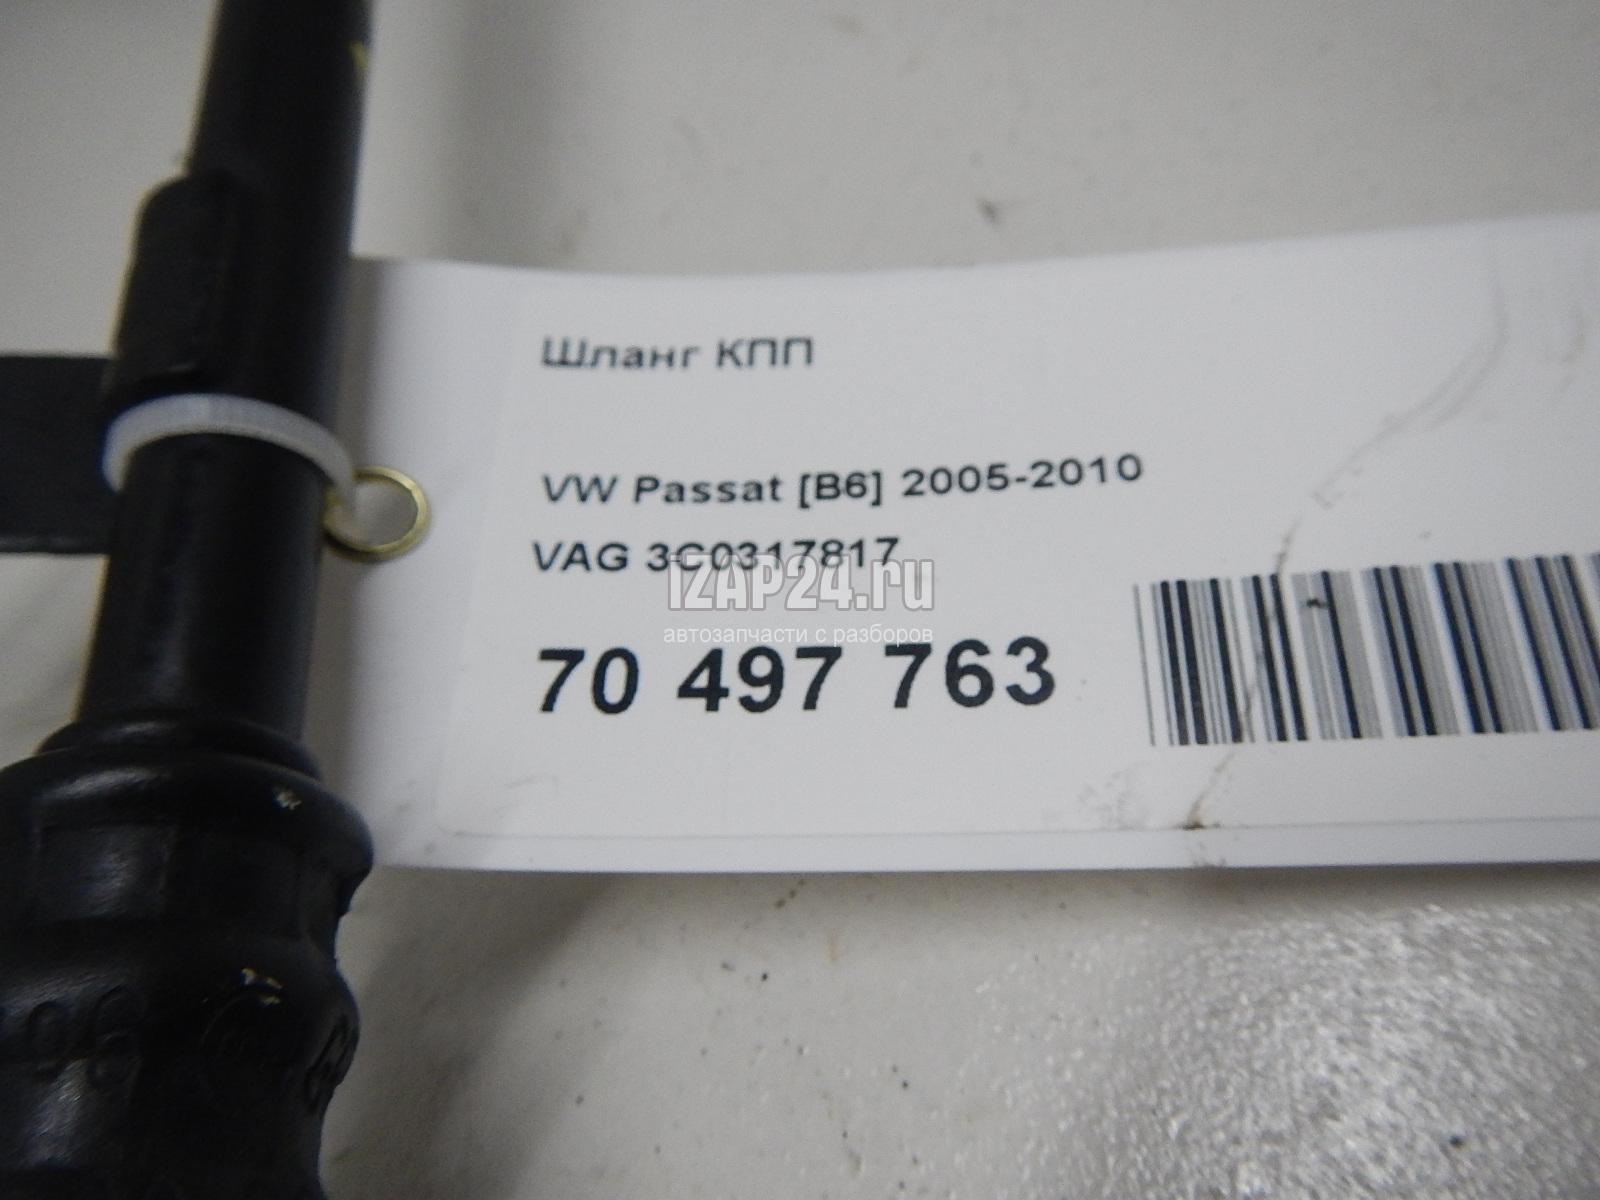 Шланг КПП
VW Passat [B6] 2005-2010
VAG 3C0317817
iZAP24.ru
автозапчасти с разборов
70 497 763